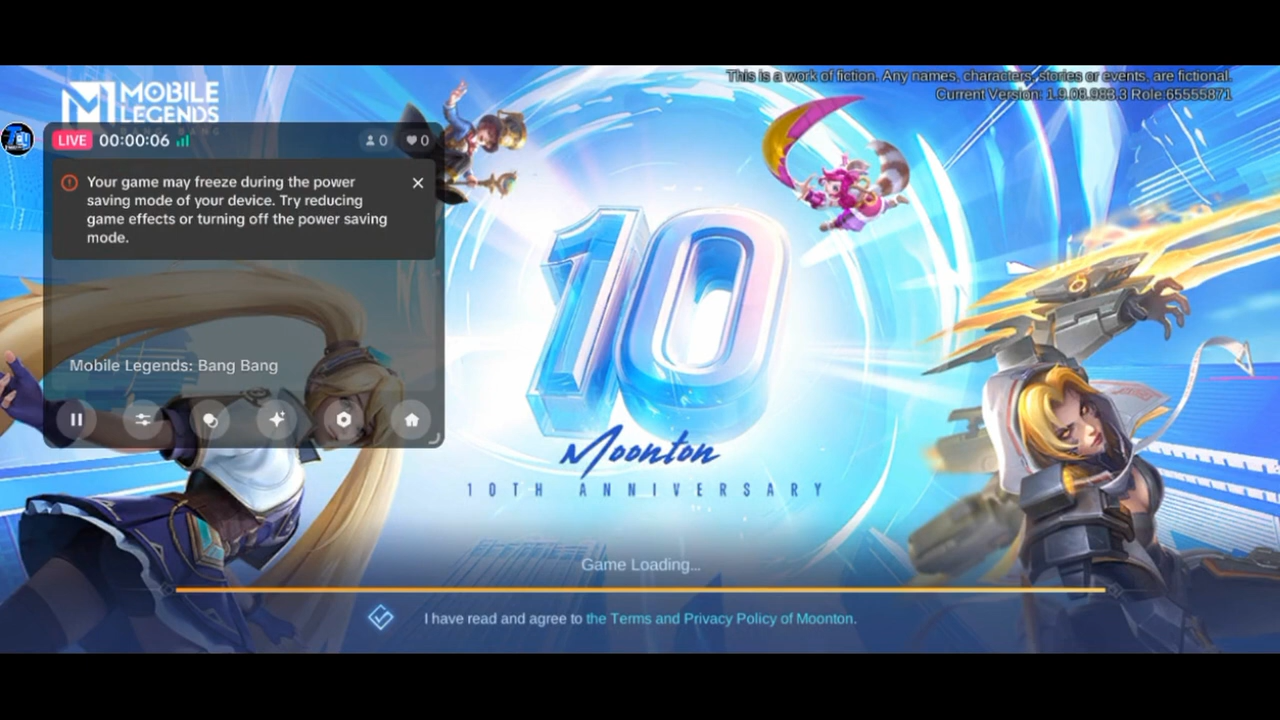 MOBILE
LEGENDS
This is a work of fiction. Any names, characters, stories or events, are fictional.
Current Version: 1.9.08.983.3 Role:65555871
LIVE 00:00:06 0 0
Your game may freeze during the power
saving mode of your device. Try reducing
game effects or turning off the power saving
mode.
Mobile Legends: Bang Bang
10
Moonton
10TH ANNIVERSARY
Game Loading...
I have read and agree to the Terms and Privacy Policy of Moonton.